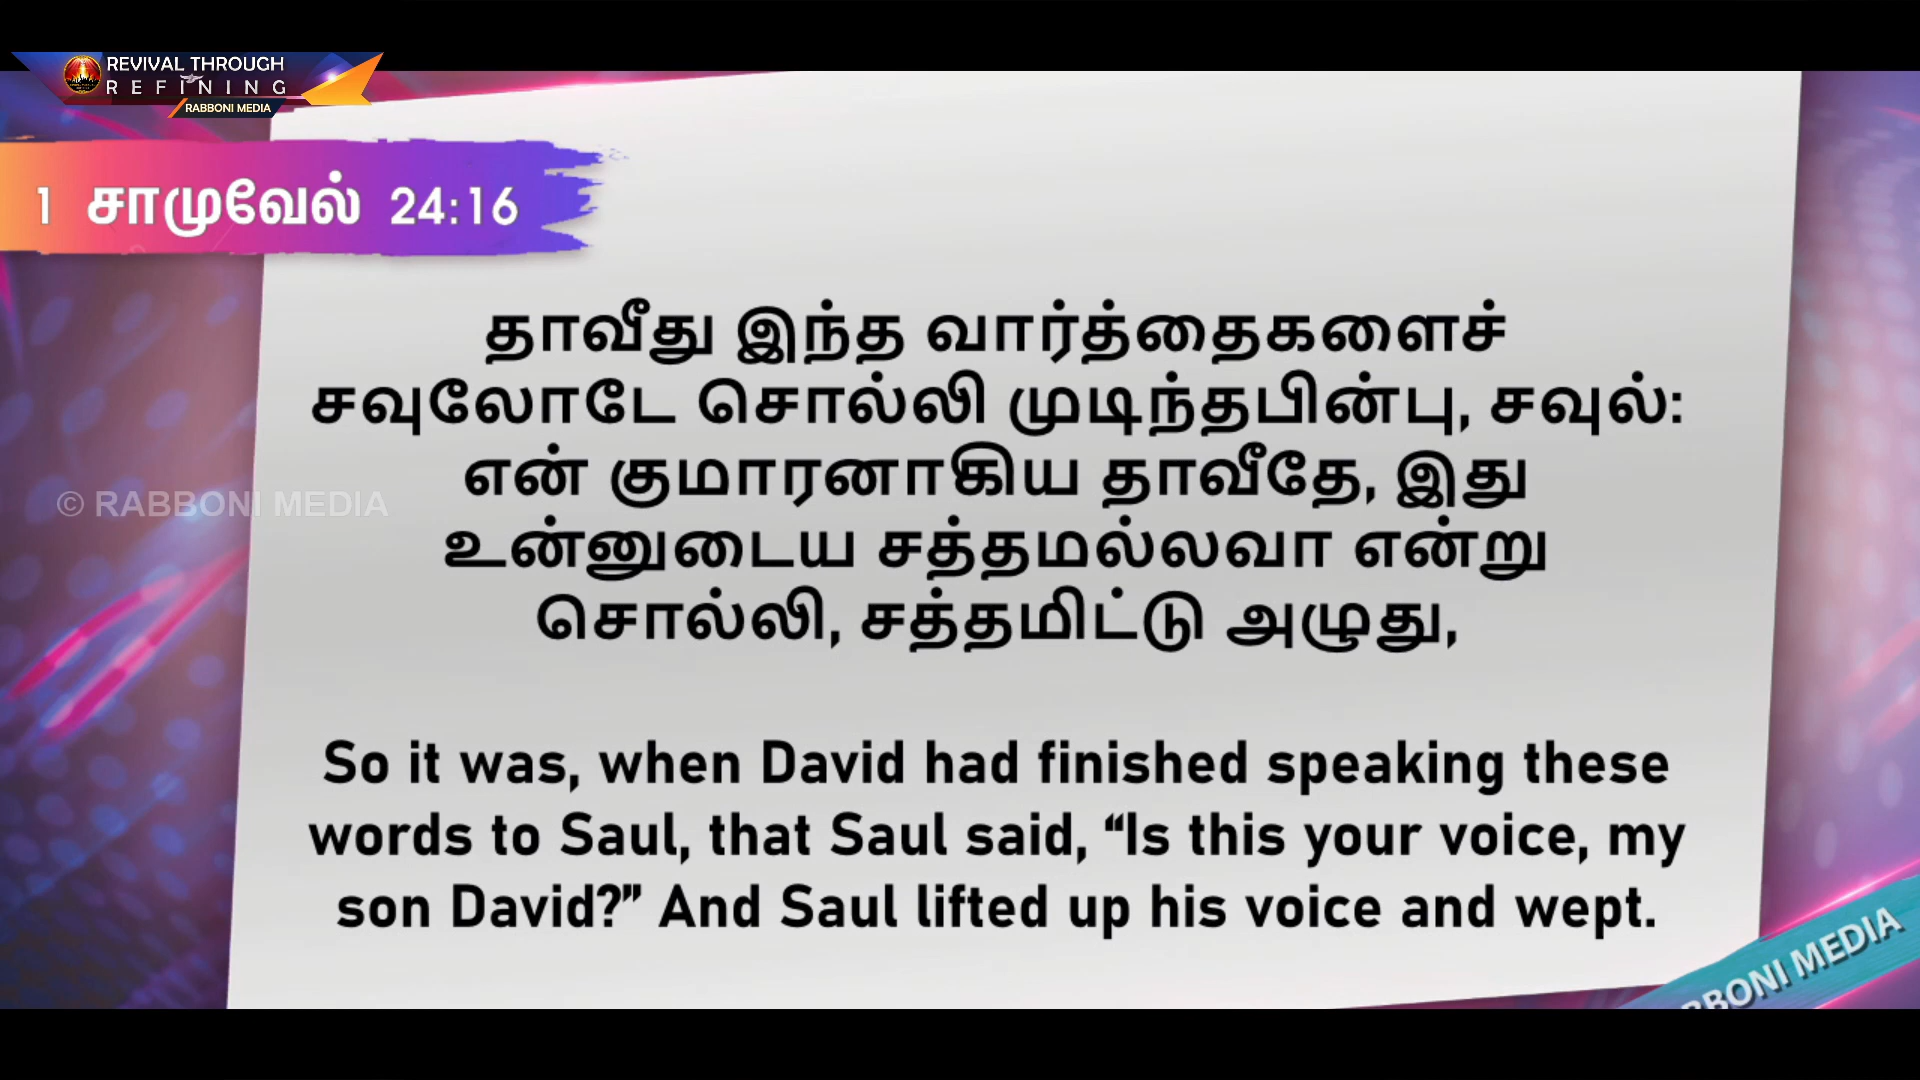 REVIVAL THROUGH
REFINING
RABBONI MEDIA
1 சாமுவேல் 24:16
தாவீது இந்த வார்த்தைகளைச்
சவுலோடே சொல்லி முடிந்தபின்பு, சவுல்:
என் குமாரனாகிய தாவீதே, இது
© RABBONI MEDIA
உன்னுடைய சத்தமல்லவா என்று
சொல்லி, சத்தமிட்டு அழுது,
So it was, when David had finished speaking these
words to Saul, that Saul said, “Is this your voice, my
son David?” And Saul lifted up his voice and wept.
BBONI MEDIA